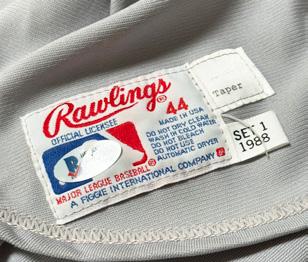 Rawlings®
44
OFFICIAL LICENSEE
MADE IN USA
DO NOT DRY CLEAN
WASH IN COLD WATER
DO NOT BLEACH
DO NOT USE
AUTOMATIC DRYER
MAJOR LEAGUE BASEBALL®
A FIGGIE INTERNATIONAL COMPANY
Taper
SET 1
1988